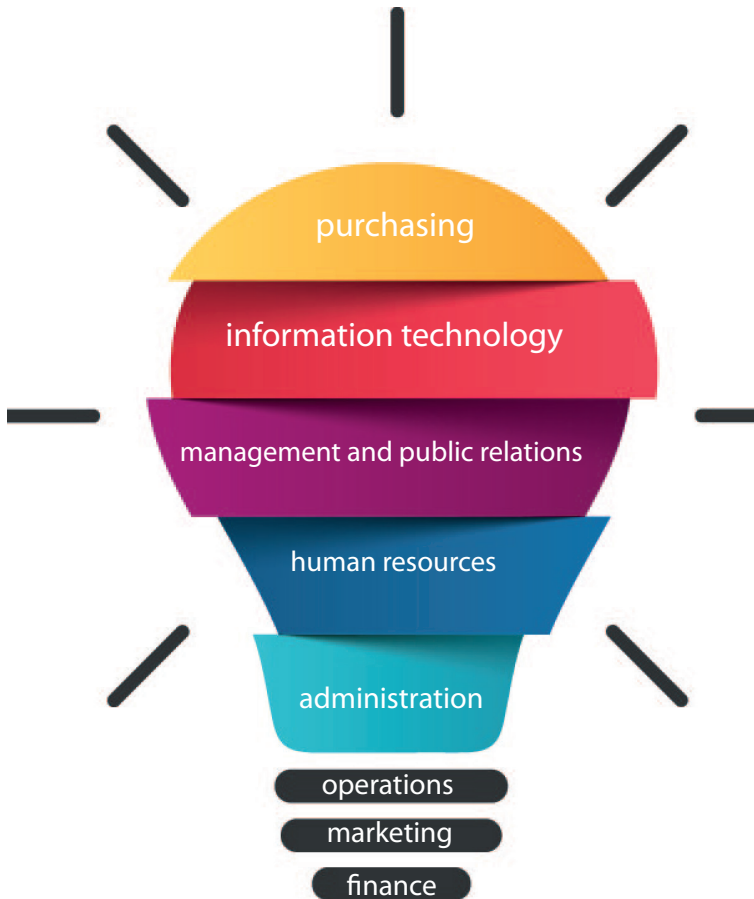 purchasing
information technology
management and public relations
human resources
administration
operations
marketing
finance